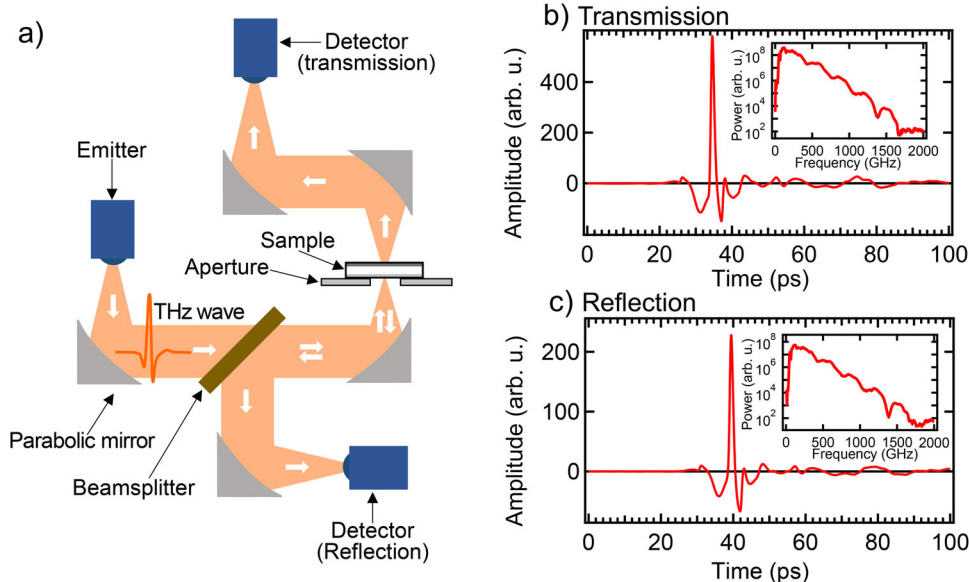 a)
Detector
(transmission)
Emitter
Sample
Aperture
THz wave
Parabolic mirror
Beamsplitter
Detector
(Reflection)
b) Transmission
Amplitude (arb. u.)
400
200
0
0 20 40 60 80 100
Time (ps)
Power (arb. u.)
10^8
10^6
10^4
10^2
0 500 1000 1500 2000
Frequency (GHz)
c) Reflection
Amplitude (arb. u.)
200
100
0
0 20 40 60 80 100
Time (ps)
Power (arb. u.)
10^8
10^6
10^4
10^2
0 500 1000 1500 2000
Frequency (GHz)